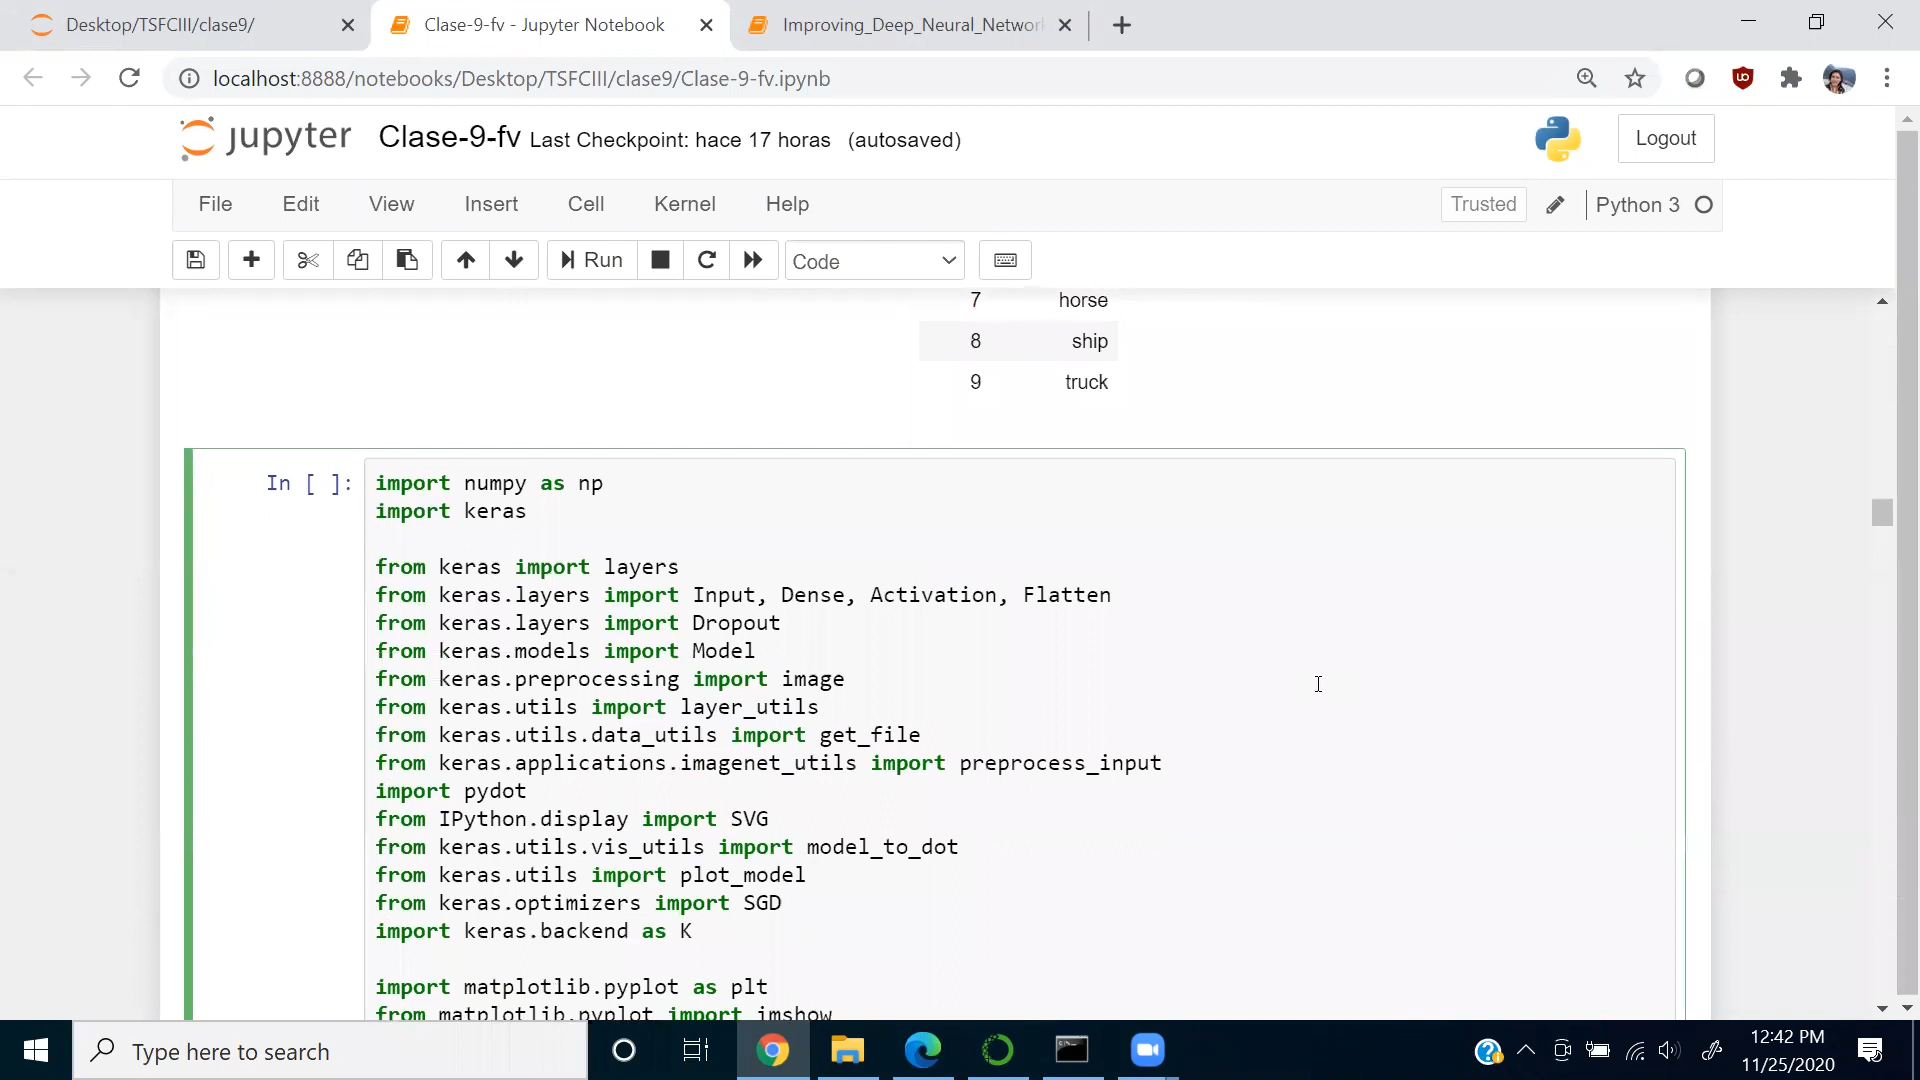 Desktop/TSFCIII/clase9/
Clase-9-fv - Jupyter Notebook
Improving_Deep_Neural_Network
localhost:8888/notebooks/Desktop/TSFCIII/clase9/Clase-9-fv.ipynb
jupyter
Clase-9-fv Last Checkpoint: hace 17 horas (autosaved)
Logout
File Edit View Insert Cell Kernel Help
Trusted
Python 3
Run
Code
7 horse
8 ship
9 truck
In [ ]:
import numpy as np
import keras
from keras import layers
from keras.layers import Input, Dense, Activation, Flatten
from keras.layers import Dropout
from keras.models import Model
from keras.preprocessing import image
from keras.utils import layer_utils
from keras.utils.data_utils import get_file
from keras.applications.imagenet_utils import preprocess_input
import pydot
from IPython.display import SVG
from keras.utils.vis_utils import model_to_dot
from keras.utils import plot_model
from keras.optimizers import SGD
import keras.backend as K
import matplotlib.pyplot as plt
from matplotlib.pyplot import imshow
Type here to search
12:42 PM
11/25/2020